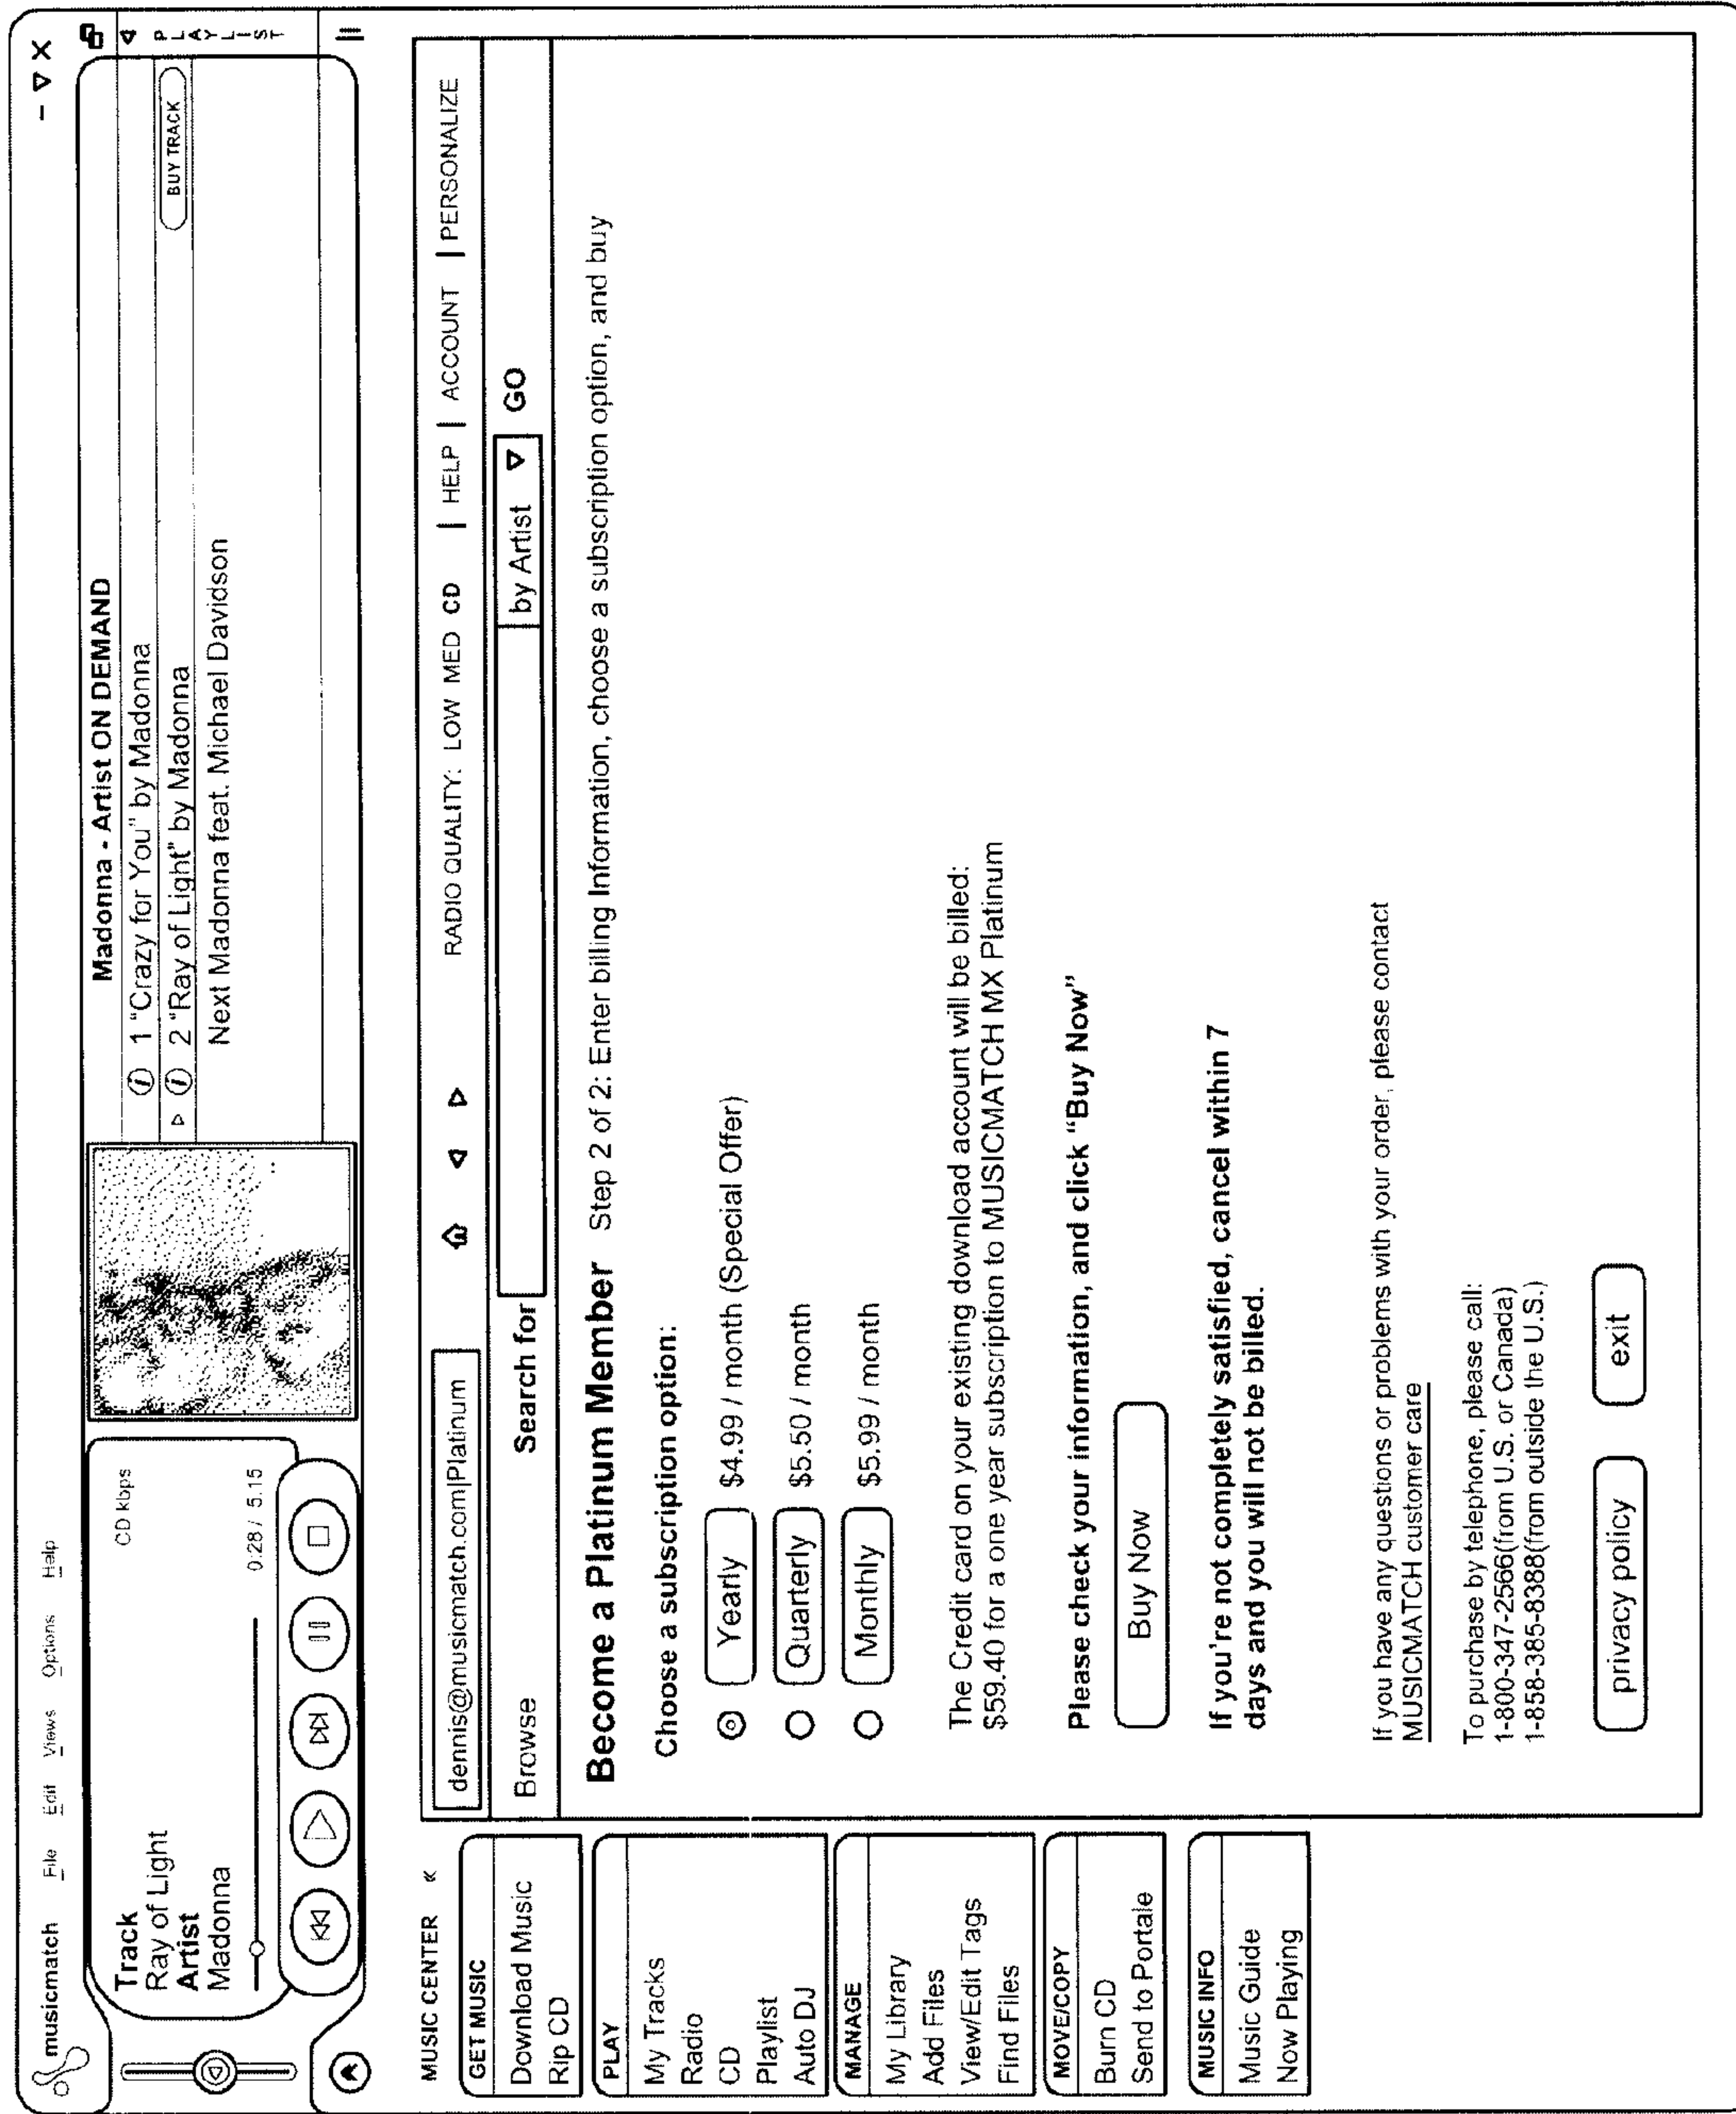 musicmatch File Edit Views Options Help
Track
Ray of Light
Artist
Madonna
CD kbps
0:28 / 5.15
Madonna - Artist ON DEMAND
1 "Crazy for You" by Madonna
2 "Ray of Light" by Madonna
BUY TRACK
Next Madonna feat. Michael Davidson
PLAYLIST
MUSIC CENTER «
GET MUSIC
Download Music
Rip CD
PLAY
My Tracks
Radio
CD
Playlist
Auto DJ
MANAGE
My Library
Add Files
View/Edit Tags
Find Files
MOVE/COPY
Burn CD
Send to Portale
MUSIC INFO
Music Guide
Now Playing
dennis@musicmatch.com|Platinum
RADIO QUALITY: LOW MED CD | HELP | ACCOUNT | PERSONALIZE
Browse Search for by Artist GO
Become a Platinum Member Step 2 of 2: Enter billing Information, choose a subscription option, and buy
Choose a subscription option:
Yearly $4.99 / month (Special Offer)
Quarterly $5.50 / month
Monthly $5.99 / month
The Credit card on your existing download account will be billed:
$59.40 for a one year subscription to MUSICMATCH MX Platinum
Please check your information, and click "Buy Now"
Buy Now
If you're not completely satisfied, cancel within 7
days and you will not be billed.
If you have any questions or problems with your order, please contact
MUSICMATCH customer care
To purchase by telephone, please call:
1-800-347-2566(from U.S. or Canada)
1-858-385-8388(from outside the U.S.)
privacy policy
exit